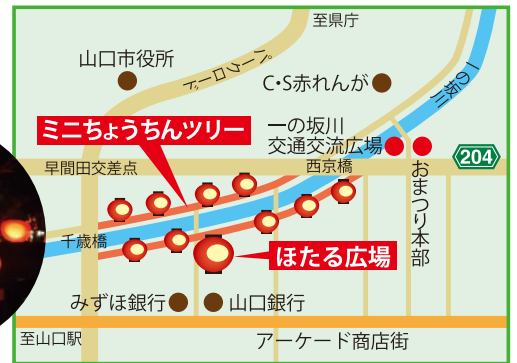 至県庁
山口市役所
パークロード
C・S赤れんが
一の坂川
ミニちょうちんツリー
一の坂川
交通交流広場
204
早間田交差点
西京橋
おまつり本部
千歳橋
ほたる広場
みずほ銀行
山口銀行
至山口駅
アーケード商店街